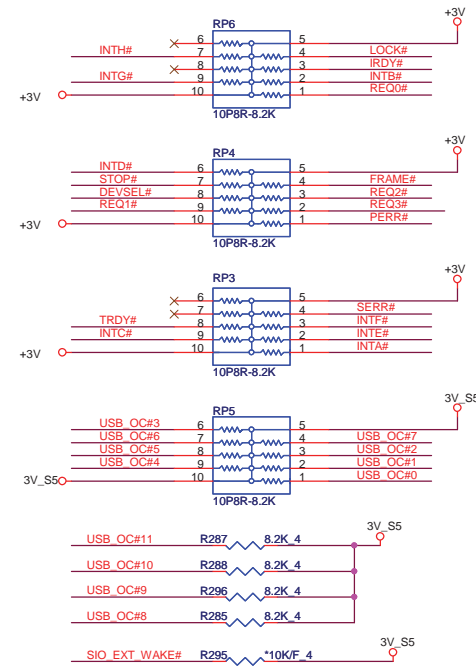 +3V
RP6
6 5
INTH# 7 4 LOCK#
8 3 IRDY#
INTG# 9 2 INTB#
+3V 10 1 REQ0#
10P8R-8.2K
+3V
RP4
INTD# 6 5
STOP# 7 4 FRAME#
DEVSEL# 8 3 REQ2#
REQ1# 9 2 REQ3#
+3V 10 1 PERR#
10P8R-8.2K
+3V
RP3
6 5
7 4 SERR#
TRDY# 8 3 INTF#
INTC# 9 2 INTE#
+3V 10 1 INTA#
10P8R-8.2K
3V_S5
RP5
USB_OC#3 6 5
USB_OC#6 7 4 USB_OC#7
USB_OC#5 8 3 USB_OC#2
USB_OC#4 9 2 USB_OC#1
3V_S5 10 1 USB_OC#0
10P8R-8.2K
3V_S5
USB_OC#11 R287 8.2K_4
USB_OC#10 R288 8.2K_4
USB_OC#9 R296 8.2K_4
USB_OC#8 R285 8.2K_4
3V_S5
SIO_EXT_WAKE# R295 *10K/F_4